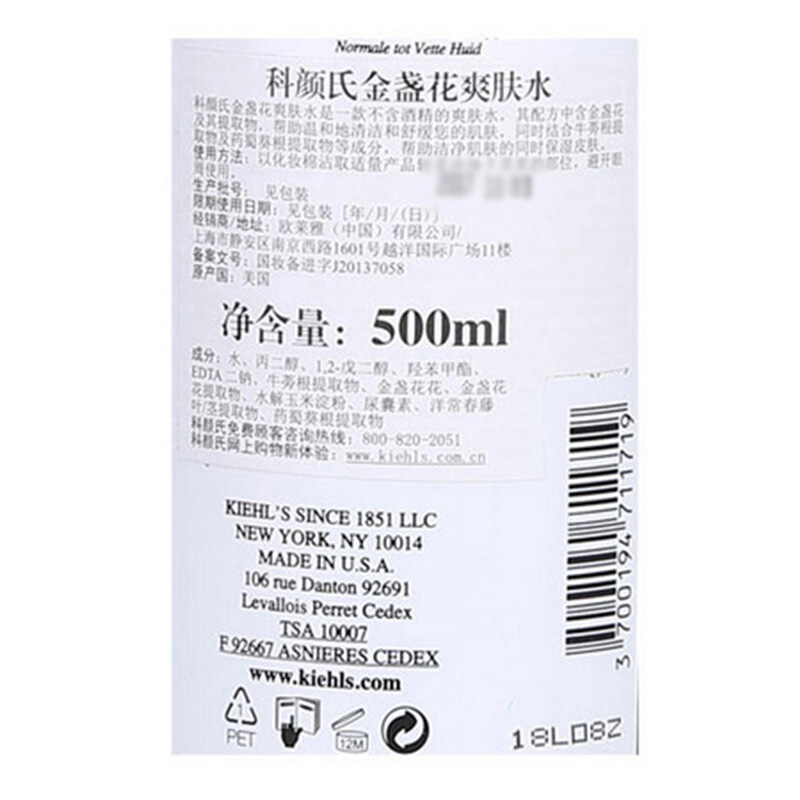 Normale tot Vette Huid
科颜氏金盏花爽肤水
科颜氏金盏花爽肤水是一款不含酒精的爽肤水，其配方中含金盏花
及其提取物，帮助温和地清洁和舒缓您的肌肤，同时结合牛蒡根提
取物及药蜀葵根提取物等成分，帮助洁净肌肤的同时保湿皮肤。
使用方法：以化妆棉沾取适量产品 部位，避开眼
周使用。
生产批号：见包装
限期使用日期：见包装 [年/月/(日)]
经销商/地址：欧莱雅（中国）有限公司/
上海市静安区南京西路1601号越洋国际广场11楼
备案文号：国妆备进字J20137058
原产国：美国
净含量：500ml
成分：水、丙二醇、1,2-戊二醇、羟苯甲酯、
EDTA 二钠、牛蒡根提取物、金盏花花、金盏花
花提取物、水解玉米淀粉、尿囊素、洋常春藤
叶/茎提取物、药蜀葵根提取物
科颜氏免费顾客咨询热线：800-820-2051
科颜氏网上购物新体验：www.kiehls.com.cn
KIEHL'S SINCE 1851 LLC
NEW YORK, NY 10014
MADE IN U.S.A.
106 rue Danton 92691
Levallois Perret Cedex
TSA 10007
F 92667 ASNIERES CEDEX
www.kiehls.com
1
PET
12M
18L08Z
3 700194 711719